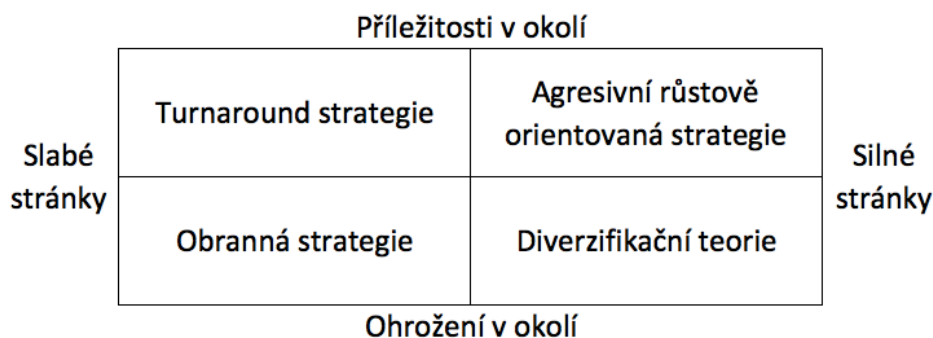 Příležitosti v okolí
Turnaround strategie
Agresivní růstově
orientovaná strategie
Slabé
stránky
Silné
stránky
Obranná strategie
Diverzifikační teorie
Ohrožení v okolí